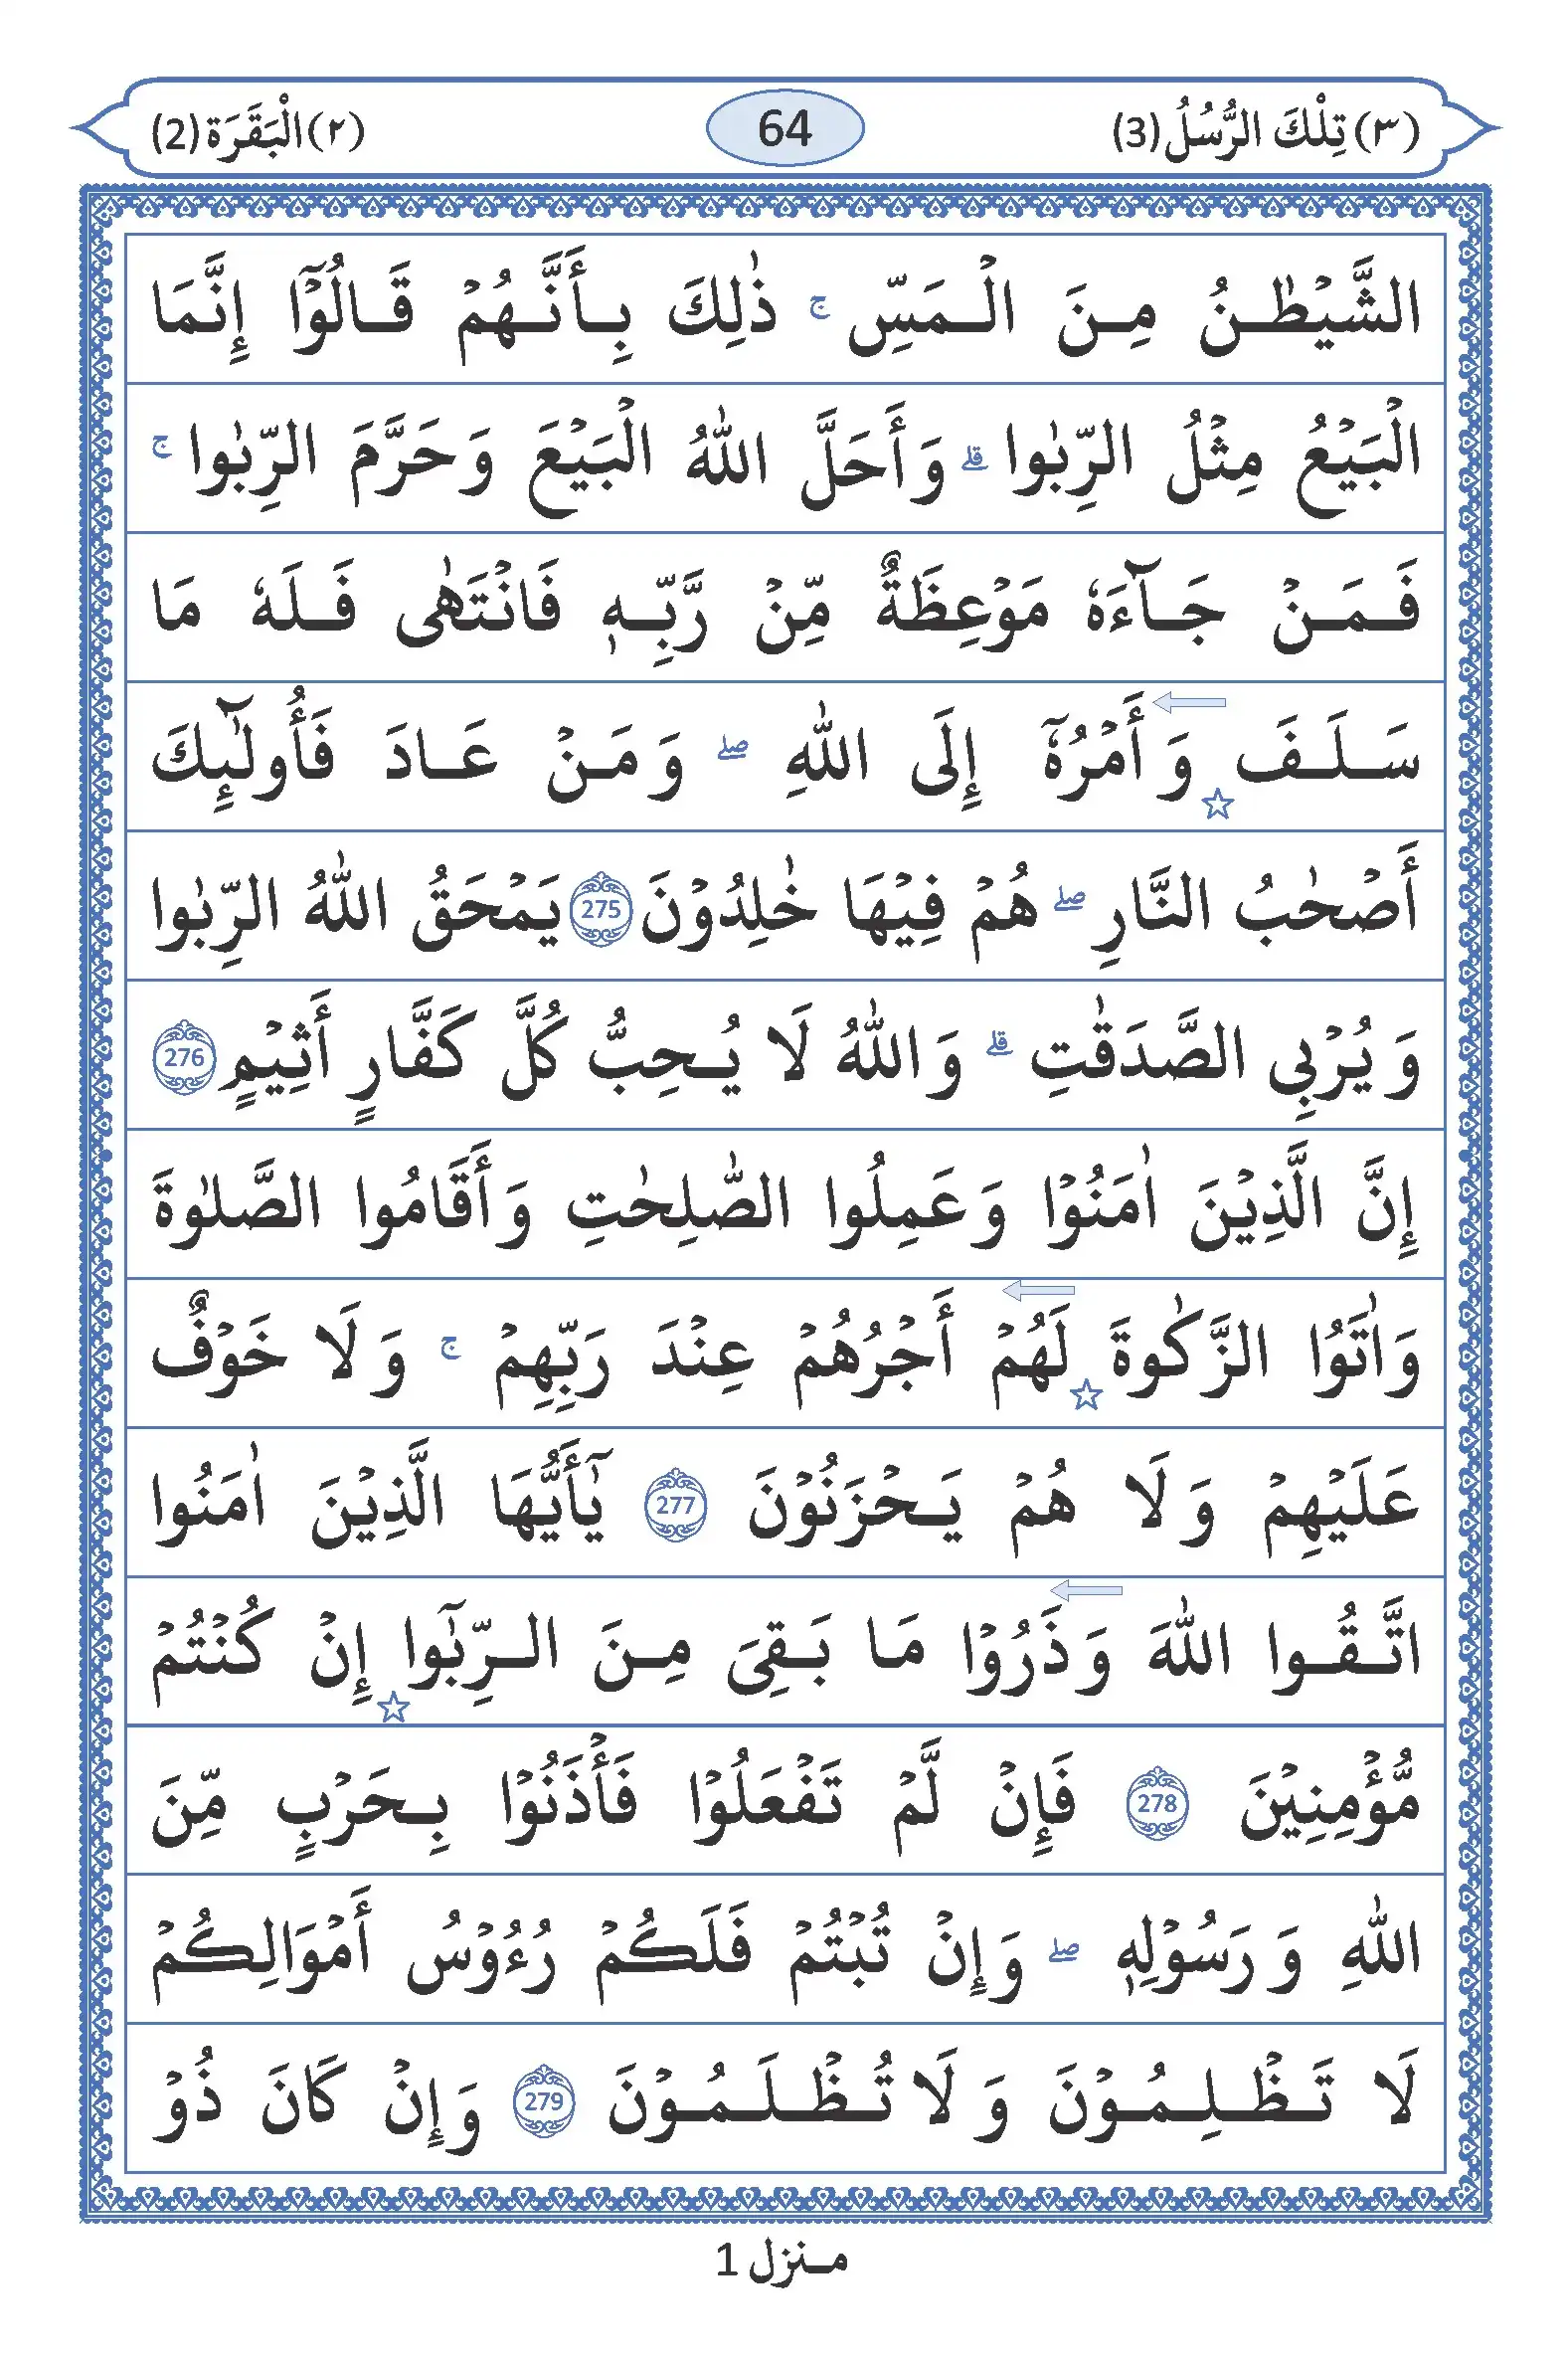 (٣) تِلْكَ الرُّسُلُ (3)
64
(٢) الْبَقَرَة (2)
الشَّيْطٰنُ مِنَ الْمَسِّ ۚ ذٰلِكَ بِأَنَّهُمْ قَالُوْٓا إِنَّمَا
الْبَيْعُ مِثْلُ الرِّبٰوا ۗ وَأَحَلَّ اللّٰهُ الْبَيْعَ وَحَرَّمَ الرِّبٰوا ۚ
فَمَنْ جَآءَهٗ مَوْعِظَةٌ مِّنْ رَّبِّهٖ فَانْتَهٰى فَلَهٗ مَا
سَلَفَ ☆ وَأَمْرُهٗٓ إِلَى اللّٰهِ ۖ وَمَنْ عَادَ فَأُولٰٓئِكَ
أَصْحٰبُ النَّارِ ۖ هُمْ فِيْهَا خٰلِدُوْنَ 275 يَمْحَقُ اللّٰهُ الرِّبٰوا
وَيُرْبِى الصَّدَقٰتِ ۗ وَاللّٰهُ لَا يُحِبُّ كُلَّ كَفَّارٍ أَثِيْمٍ 276
إِنَّ الَّذِيْنَ اٰمَنُوْا وَعَمِلُوا الصّٰلِحٰتِ وَأَقَامُوا الصَّلٰوةَ
وَاٰتَوُا الزَّكٰوةَ ☆ لَهُمْ أَجْرُهُمْ عِنْدَ رَبِّهِمْ ۚ وَلَا خَوْفٌ
عَلَيْهِمْ وَلَا هُمْ يَحْزَنُوْنَ 277 يٰٓأَيُّهَا الَّذِيْنَ اٰمَنُوا
اتَّقُوا اللّٰهَ وَذَرُوْا مَا بَقِىَ مِنَ الرِّبٰٓوا ☆ إِنْ كُنْتُمْ
مُّؤْمِنِيْنَ 278 فَإِنْ لَّمْ تَفْعَلُوْا فَأْذَنُوْا بِحَرْبٍ مِّنَ
اللّٰهِ وَرَسُوْلِهٖ ۖ وَإِنْ تُبْتُمْ فَلَكُمْ رُءُوْسُ أَمْوَالِكُمْ
لَا تَظْلِمُوْنَ وَلَا تُظْلَمُوْنَ 279 وَإِنْ كَانَ ذُوْ
منزل 1